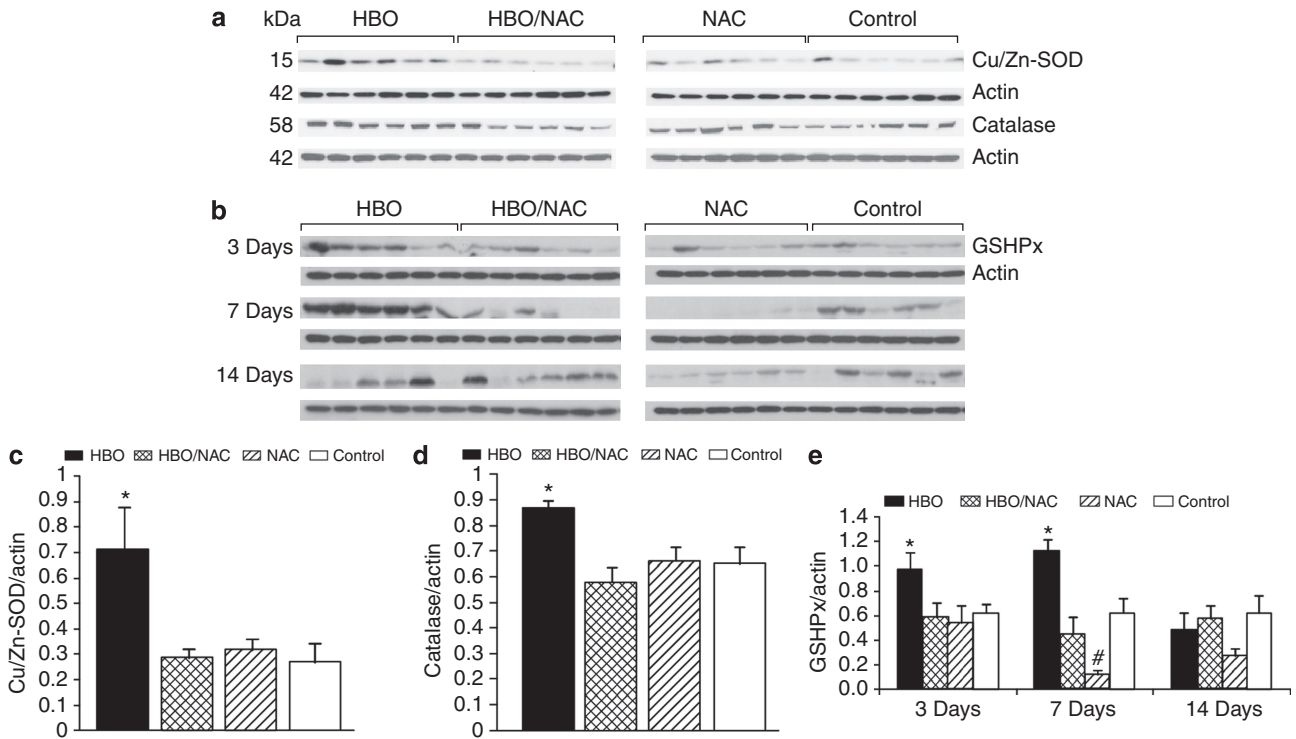 a kDa HBO HBO/NAC NAC Control
15 Cu/Zn-SOD
42 Actin
58 Catalase
42 Actin
b HBO HBO/NAC NAC Control
3 Days GSHPx
Actin
7 Days
14 Days
c HBO HBO/NAC NAC Control
Cu/Zn-SOD/actin
1
0.9
0.8
0.7
0.6
0.5
0.4
0.3
0.2
0.1
0
*
d HBO HBO/NAC NAC Control
Catalase/actin
1
0.9
0.8
0.7
0.6
0.5
0.4
0.3
0.2
0.1
0
*
e HBO HBO/NAC NAC Control
GSHPx/actin
1.4
1.2
1.0
0.8
0.6
0.4
0.2
0.0
* * #
3 Days 7 Days 14 Days